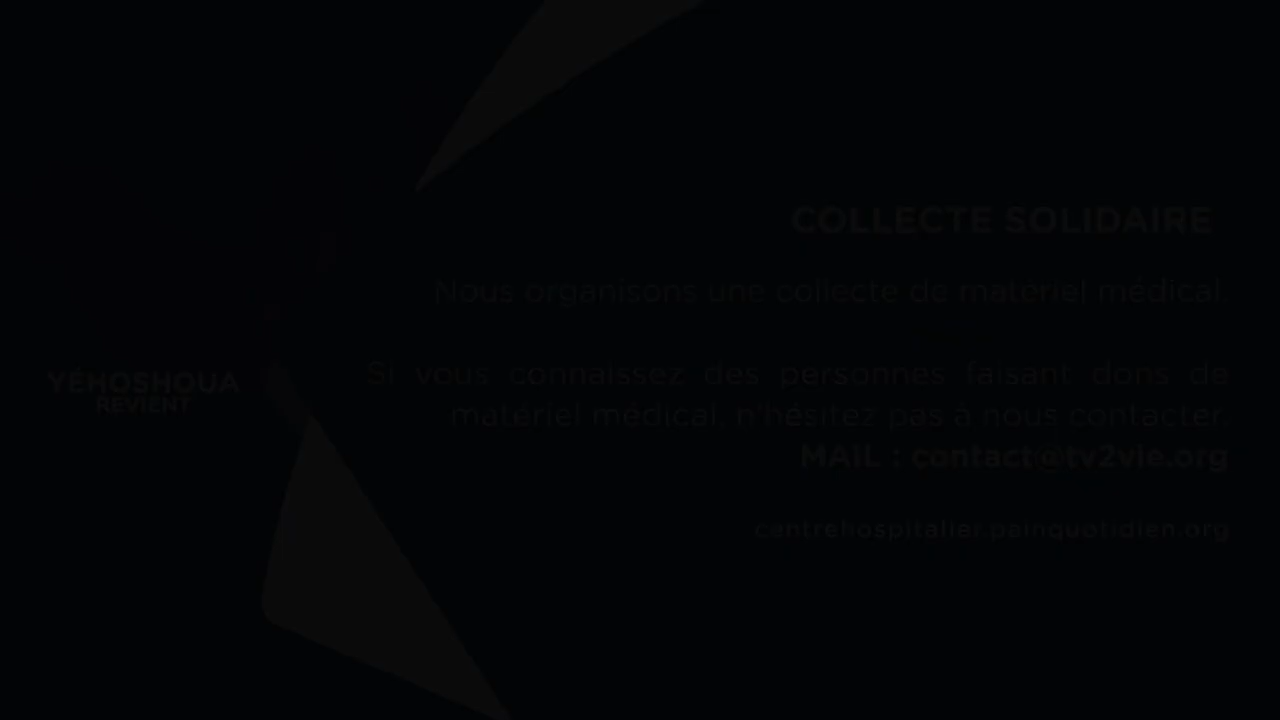 COLLECTE SOLIDAIRE
Nous organisons une collecte de matériel médical.
Si vous connaissez des personnes faisant dons de
matériel médical, n'hésitez pas à nous contacter.
MAIL : contact@tv2vie.org
centrehospitalier.painquotidien.org
YÉHOSHOUA
REVIENT